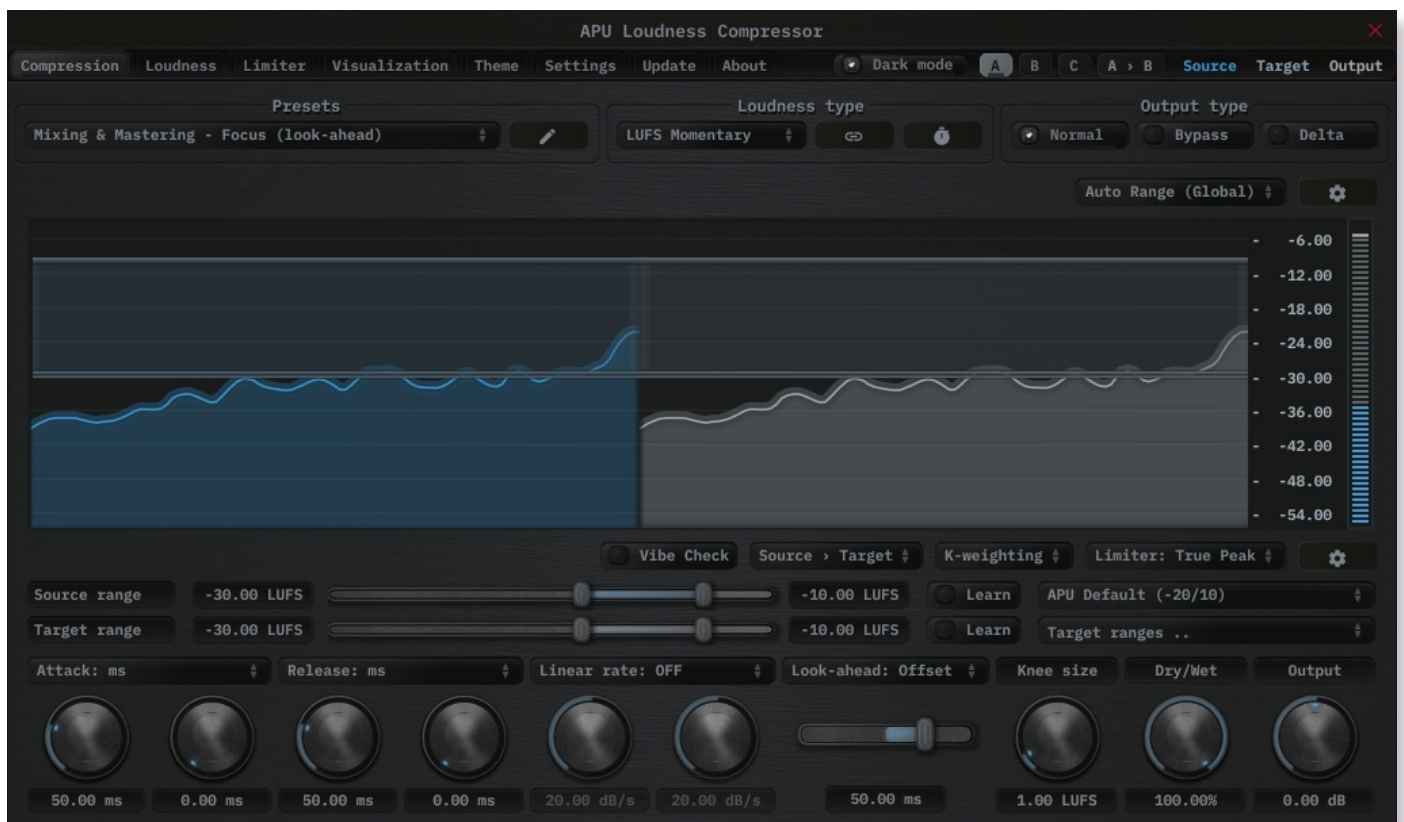 APU Loudness Compressor
Compression Loudness Limiter Visualization Theme Settings Update About Dark mode A B C A › B Source Target Output
Presets Loudness type Output type
Mixing & Mastering - Focus (look-ahead) LUFS Momentary Normal Bypass Delta
Auto Range (Global)
- -6.00
- -12.00
- -18.00
- -24.00
- -30.00
- -36.00
- -42.00
- -48.00
- -54.00
Vibe Check Source › Target K-weighting Limiter: True Peak
Source range -30.00 LUFS -10.00 LUFS Learn APU Default (-20/10)
Target range -30.00 LUFS -10.00 LUFS Learn Target ranges ..
Attack: ms Release: ms Linear rate: OFF Look-ahead: Offset Knee size Dry/Wet Output
50.00 ms 0.00 ms 50.00 ms 0.00 ms 20.00 dB/s 20.00 dB/s 50.00 ms 1.00 LUFS 100.00% 0.00 dB